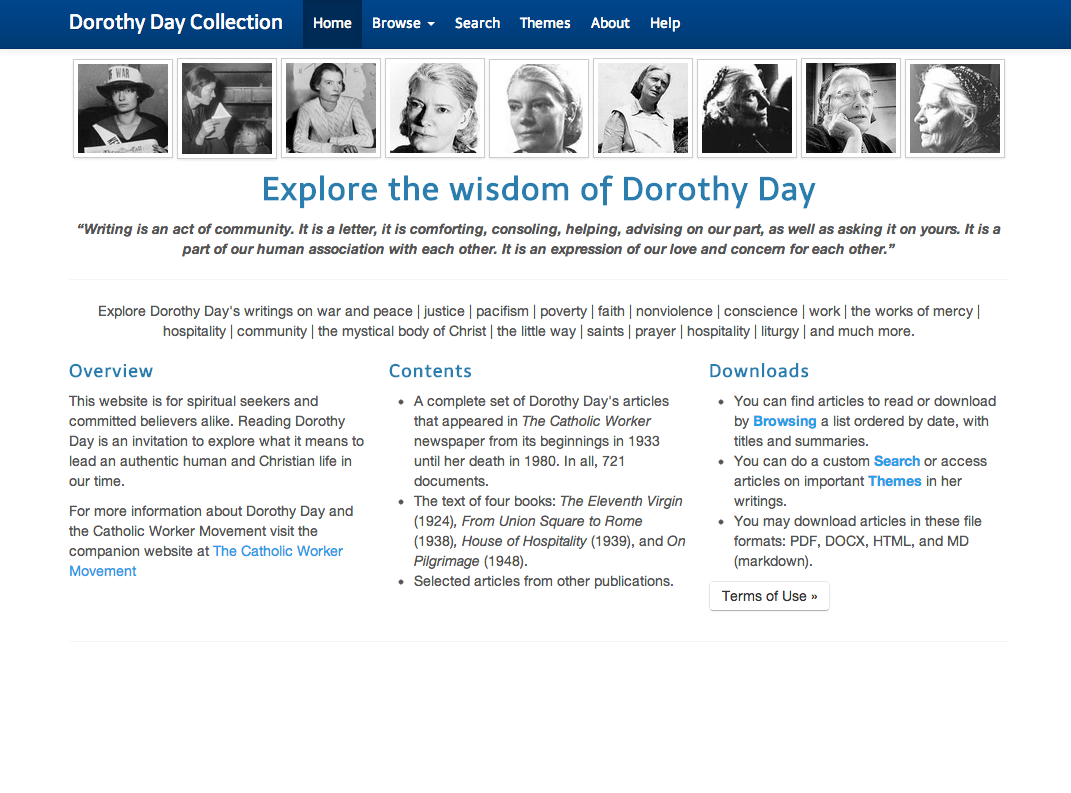 Dorothy Day Collection
Home
Browse
Search
Themes
About
Help
WAR
Explore the wisdom of Dorothy Day
“Writing is an act of community. It is a letter, it is comforting, consoling, helping, advising on our part, as well as asking it on yours. It is a
part of our human association with each other. It is an expression of our love and concern for each other.”
Explore Dorothy Day's writings on war and peace | justice | pacifism | poverty | faith | nonviolence | conscience | work | the works of mercy |
hospitality | community | the mystical body of Christ | the little way | saints | prayer | hospitality | liturgy | and much more.
Overview
This website is for spiritual seekers and
committed believers alike. Reading Dorothy
Day is an invitation to explore what it means to
lead an authentic human and Christian life in
our time.
For more information about Dorothy Day and
the Catholic Worker Movement visit the
companion website at The Catholic Worker
Movement
Contents
• A complete set of Dorothy Day's articles
that appeared in The Catholic Worker
newspaper from its beginnings in 1933
until her death in 1980. In all, 721
documents.
• The text of four books: The Eleventh Virgin
(1924), From Union Square to Rome
(1938), House of Hospitality (1939), and On
Pilgrimage (1948).
• Selected articles from other publications.
Downloads
• You can find articles to read or download
by Browsing a list ordered by date, with
titles and summaries.
• You can do a custom Search or access
articles on important Themes in her
writings.
• You may download articles in these file
formats: PDF, DOCX, HTML, and MD
(markdown).
Terms of Use »